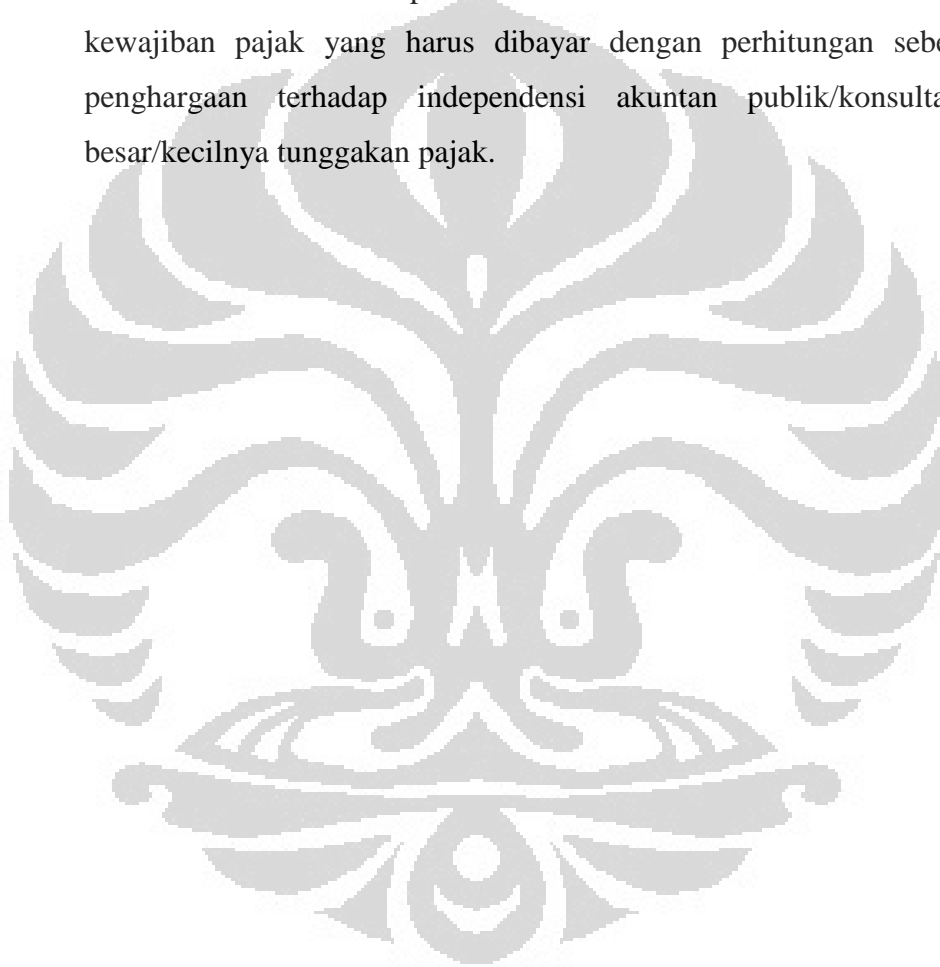 kewajiban pajak yang harus dibayar dengan perhitungan
penghargaan terhadap independensi akuntan
besar/kecilnya tunggakan pajak.